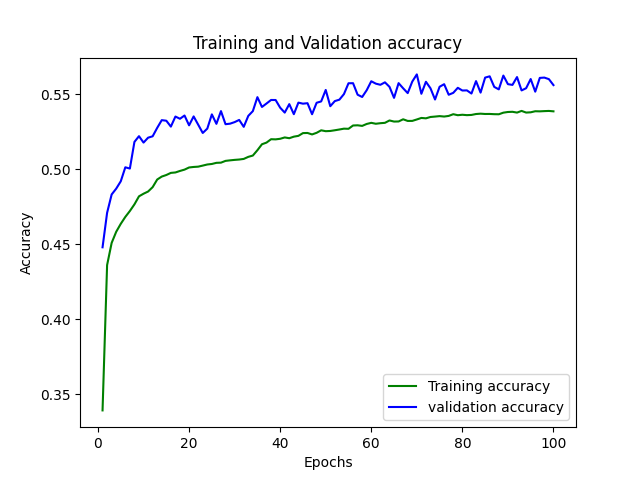 Training and Validation accuracy
Accuracy
0.55
0.50
0.45
0.40
0.35
0 20 40 60 80 100
Epochs
Training accuracy
validation accuracy